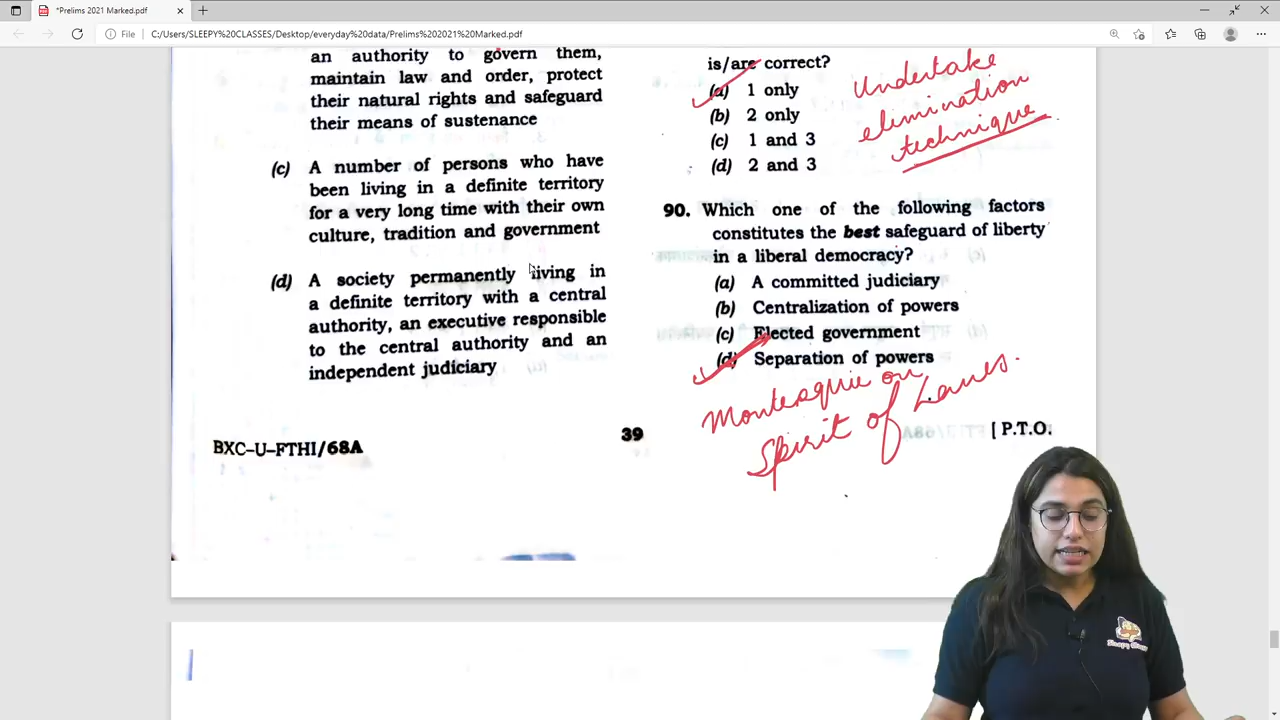 *Prelims 2021 Marked.pdf
File
C:/Users/SLEEPY%20CLASSES/Desktop/everyday%20data/Prelims%202021%20Marked.pdf
an authority to govern them,
maintain law and order, protect
their natural rights and safeguard
their means of sustenance
(c) A number of persons who have
been living in a definite territory
for a very long time with their own
culture, tradition and government
(d) A society permanently living in
a definite territory with a central
authority, an executive responsible
to the central authority and an
independent judiciary
BXC-U-FTHI/68A
39
is/are correct?
(a) 1 only
(b) 2 only
(c) 1 and 3
(d) 2 and 3
Undertake
elimination
technique
90. Which one of the following factors
constitutes the best safeguard of liberty
in a liberal democracy?
(a) A committed judiciary
(b) Centralization of powers
(c) Elected government
(d) Separation of powers
Montesquie on
Spirit of Laws.
[ P.T.O.